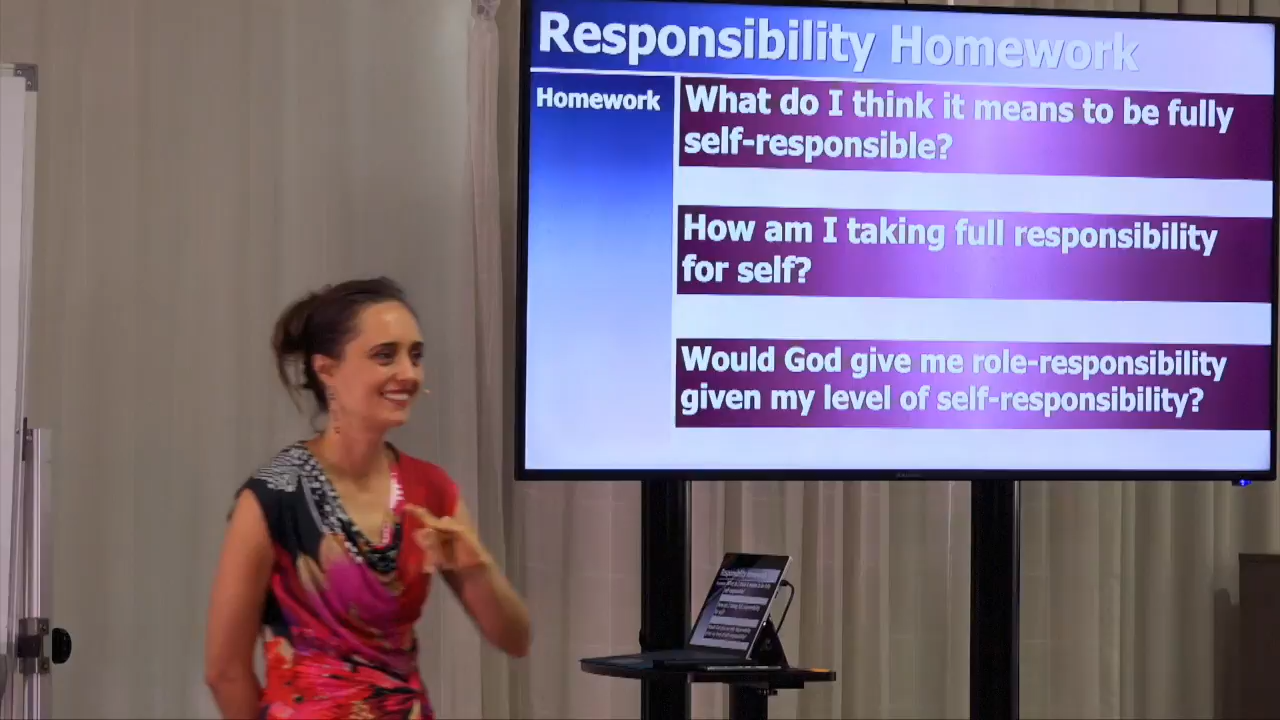 Responsibility Homework
Homework
What do I think it means to be fully
self-responsible?
How am I taking full responsibility
for self?
Would God give me role-responsibility
given my level of self-responsibility?